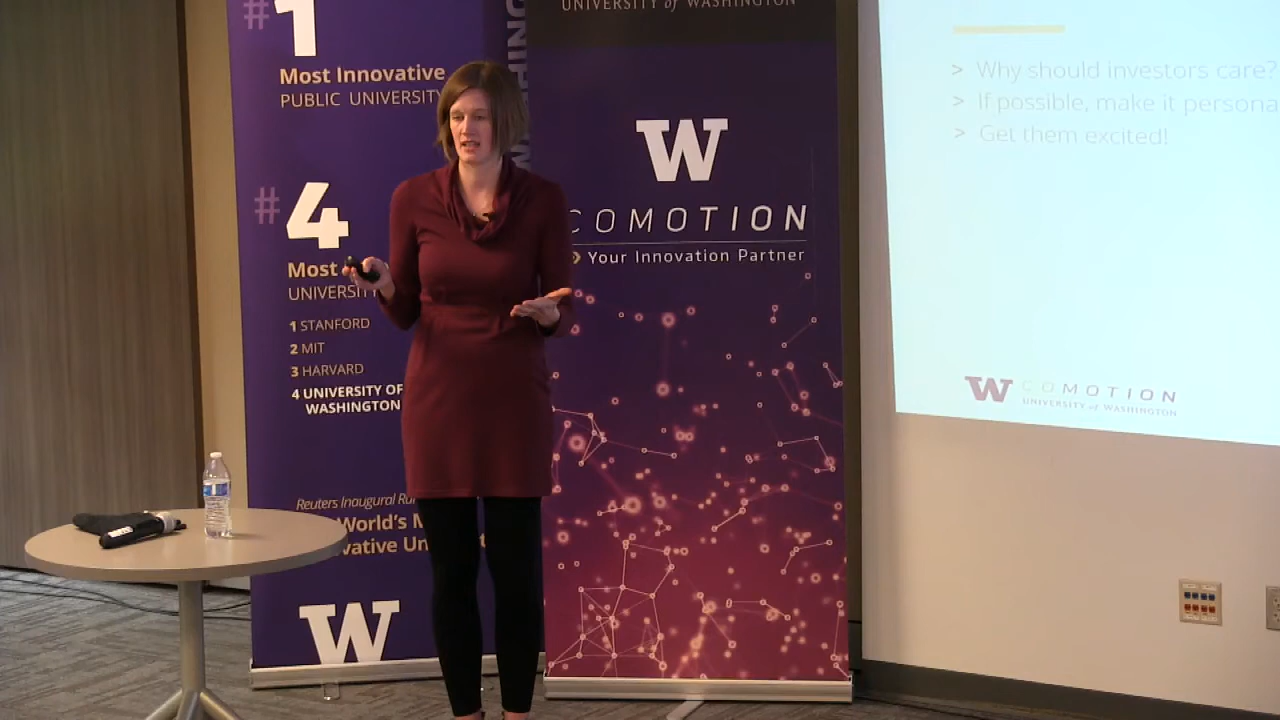 #1
Most Innovative
PUBLIC UNIVERSITY
#4
Most
UNIVERSITY
1 STANFORD
2 MIT
3 HARVARD
4 UNIVERSITY OF
WASHINGTON
Reuters Inaugural
World's
W
UNIVERSITY of WASHINGTON
W
COMOTION
Your Innovation Partner
> Why should investors care?
> If possible, make it persona
> Get them excited!
W COMOTION
UNIVERSITY of WASHINGTON